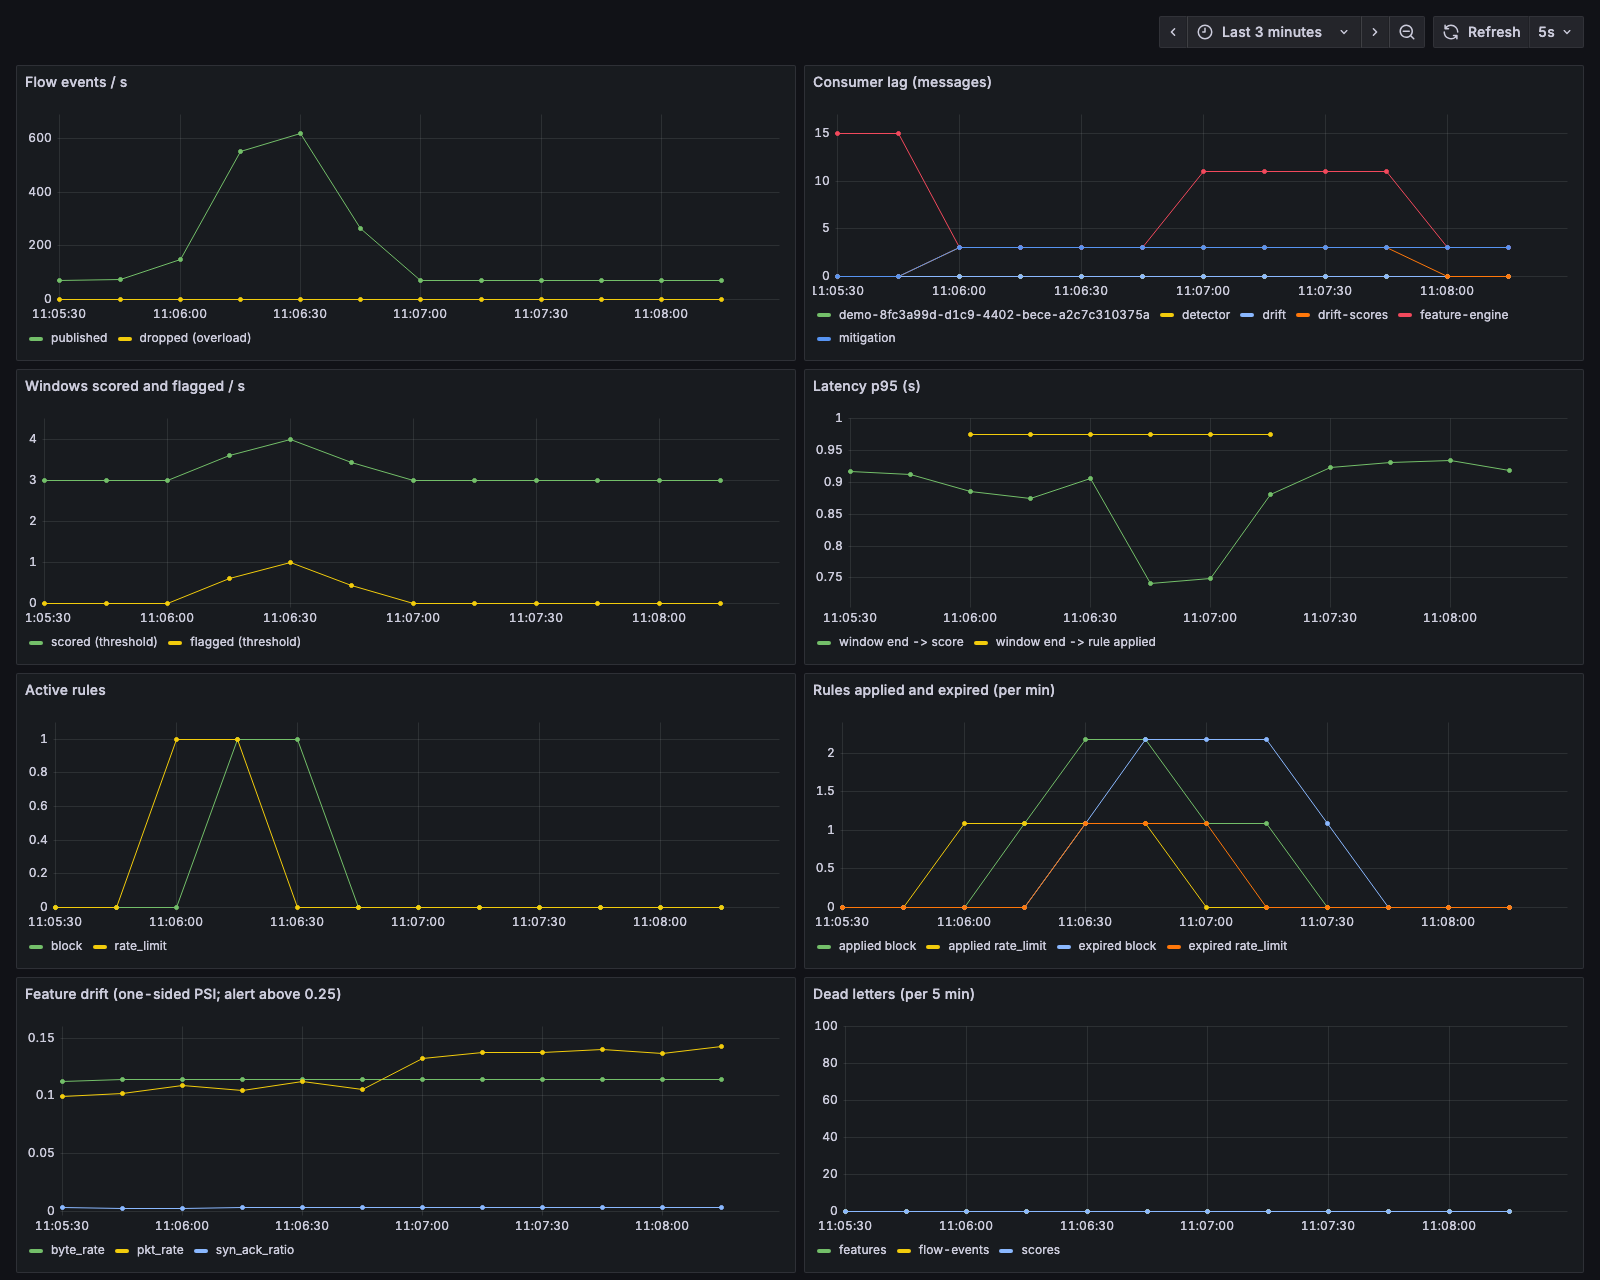 Last 3 minutes Refresh 5s
Flow events / s
600
400
200
0
11:05:30 11:06:00 11:06:30 11:07:00 11:07:30 11:08:00
published dropped (overload)
Consumer lag (messages)
15
10
5
0
11:05:30 11:06:00 11:06:30 11:07:00 11:07:30 11:08:00
demo-8fc3a99d-d1c9-4402-bece-a2c7c310375a detector drift drift-scores feature-engine
mitigation
Windows scored and flagged / s
4
3
2
1
0
1:05:30 11:06:00 11:06:30 11:07:00 11:07:30 11:08:00
scored (threshold) flagged (threshold)
Latency p95 (s)
1
0.95
0.9
0.85
0.8
0.75
11:05:30 11:06:00 11:06:30 11:07:00 11:07:30 11:08:00
window end -> score window end -> rule applied
Active rules
1
0.8
0.6
0.4
0.2
0
11:05:30 11:06:00 11:06:30 11:07:00 11:07:30 11:08:00
block rate_limit
Rules applied and expired (per min)
2
1.5
1
0.5
0
11:05:30 11:06:00 11:06:30 11:07:00 11:07:30 11:08:00
applied block applied rate_limit expired block expired rate_limit
Feature drift (one-sided PSI; alert above 0.25)
0.15
0.1
0.05
0
11:05:30 11:06:00 11:06:30 11:07:00 11:07:30 11:08:00
byte_rate pkt_rate syn_ack_ratio
Dead letters (per 5 min)
100
80
60
40
20
0
11:05:30 11:06:00 11:06:30 11:07:00 11:07:30 11:08:00
features flow-events scores